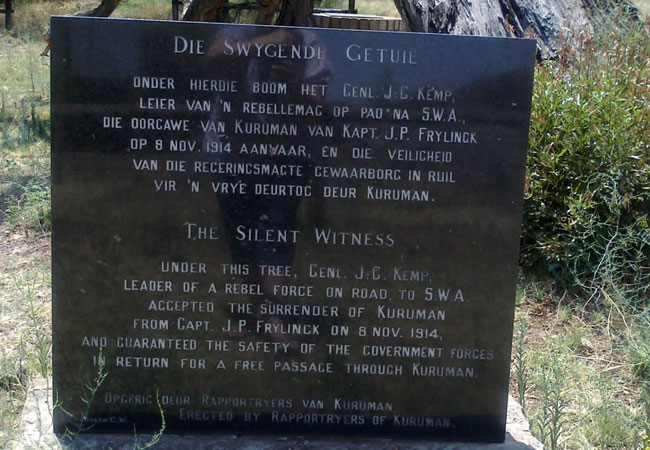 DIE SWYGENDE GETUIE
ONDER HIERDIE BOOM HET GENL. J.C. KEMP,
LEIER VAN 'N REBELLEMAG OP PAD NA S.W.A.,
DIE OORGAWE VAN KURUMAN VAN KAPT. J.P. FRYLINCK
OP 8 NOV. 1914 AANVAAR, EN DIE VEILIGHEID
VAN DIE REGERINGSMAGTE GEWAARBORG IN RUIL
VIR 'N VRYE DEURTOG DEUR KURUMAN.
THE SILENT WITNESS
UNDER THIS TREE, GENL. J.C. KEMP,
LEADER OF A REBEL FORCE ON ROAD TO S.W.A
ACCEPTED THE SURRENDER OF KURUMAN
FROM CAPT. J.P. FRYLINCK ON 8 NOV. 1914,
AND GUARANTEED THE SAFETY OF THE GOVERNMENT FORCES
IN RETURN FOR A FREE PASSAGE THROUGH KURUMAN.
OPGERIG DEUR RAPPORTRYERS VAN KURUMAN
ERECTED BY RAPPORTRYERS OF KURUMAN.